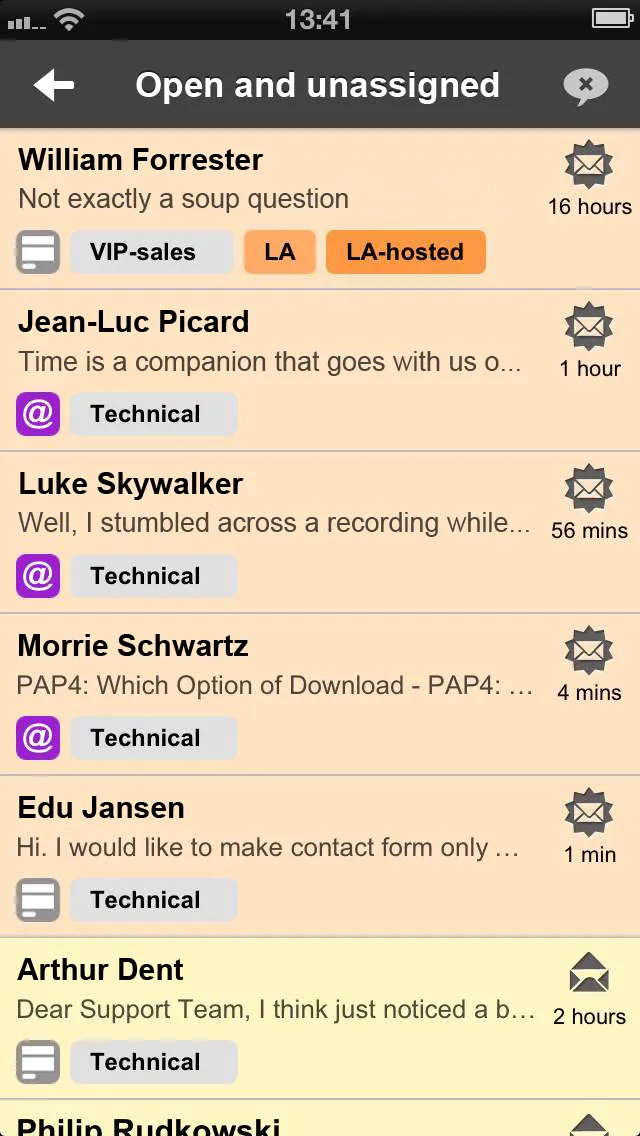 13:41
Open and unassigned
William Forrester
Not exactly a soup question
16 hours
VIP-sales LA LA-hosted
Jean-Luc Picard
Time is a companion that goes with us o...
1 hour
@ Technical
Luke Skywalker
Well, I stumbled across a recording while...
56 mins
@ Technical
Morrie Schwartz
PAP4: Which Option of Download - PAP4: ...
4 mins
@ Technical
Edu Jansen
Hi. I would like to make contact form only ...
1 min
Technical
Arthur Dent
Dear Support Team, I think just noticed a b...
2 hours
Technical
Philip Rudkowski